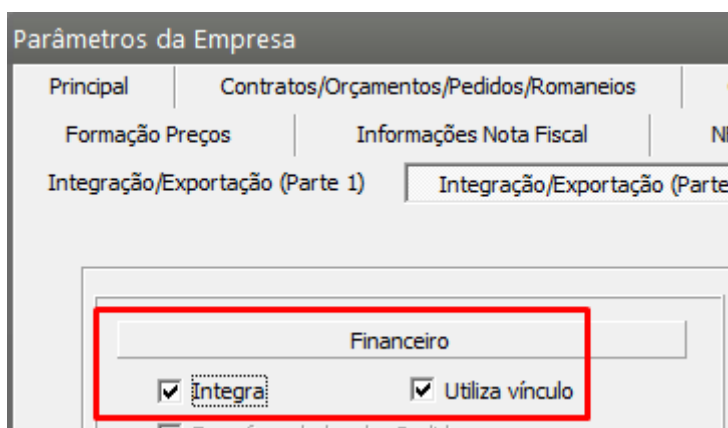 Parâmetros da Empresa
Principal Contratos/Orçamentos/Pedidos/Romaneios
Formação Preços Informações Nota Fiscal
Integração/Exportação (Parte 1) Integração/Exportação (Parte
Financeiro
Integra Utiliza vínculo